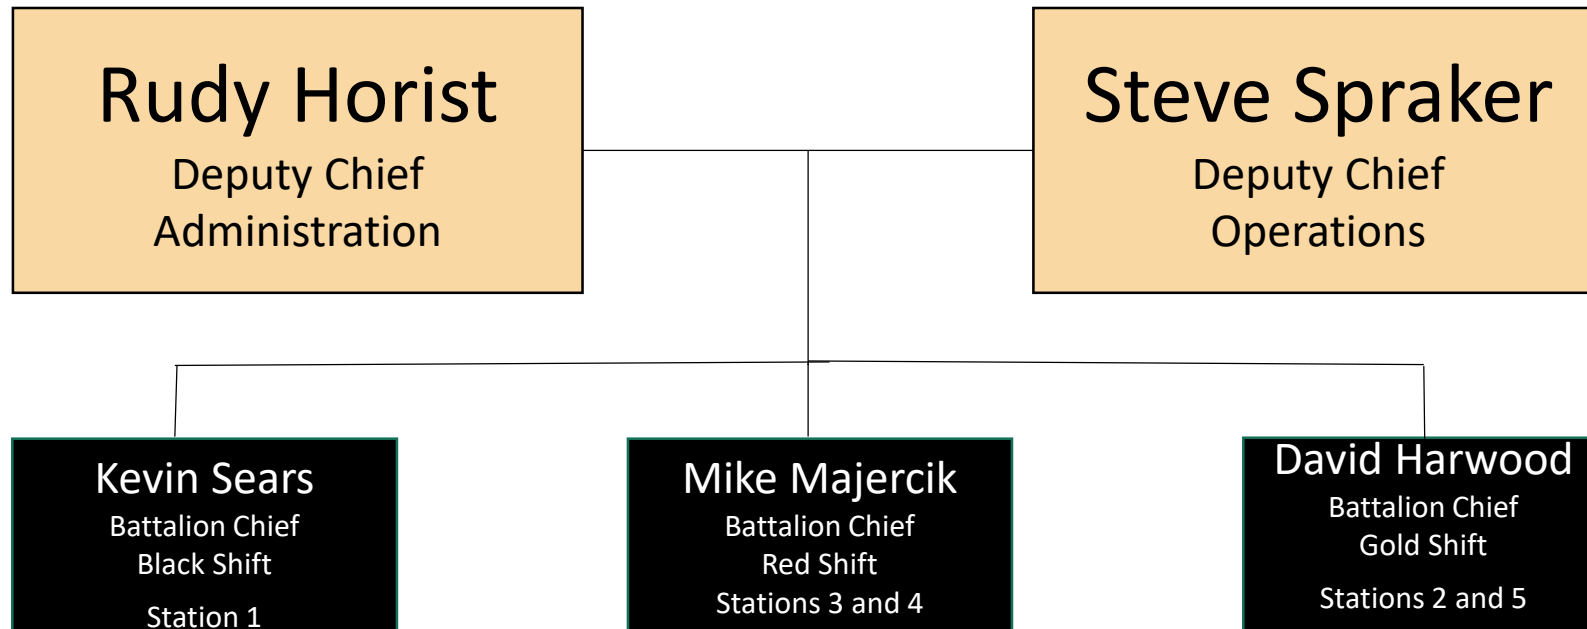 Rudy Horist
Deputy Chief
Administration
Steve Spraker
Deputy Chief
Operations
Kevin Sears
Battalion Chief
Black Shift
Station 1
Mike Majercik
Battalion Chief
Red Shift
Stations 3 and 4
David Harwood
Battalion Chief
Gold Shift
Stations 2 and 5